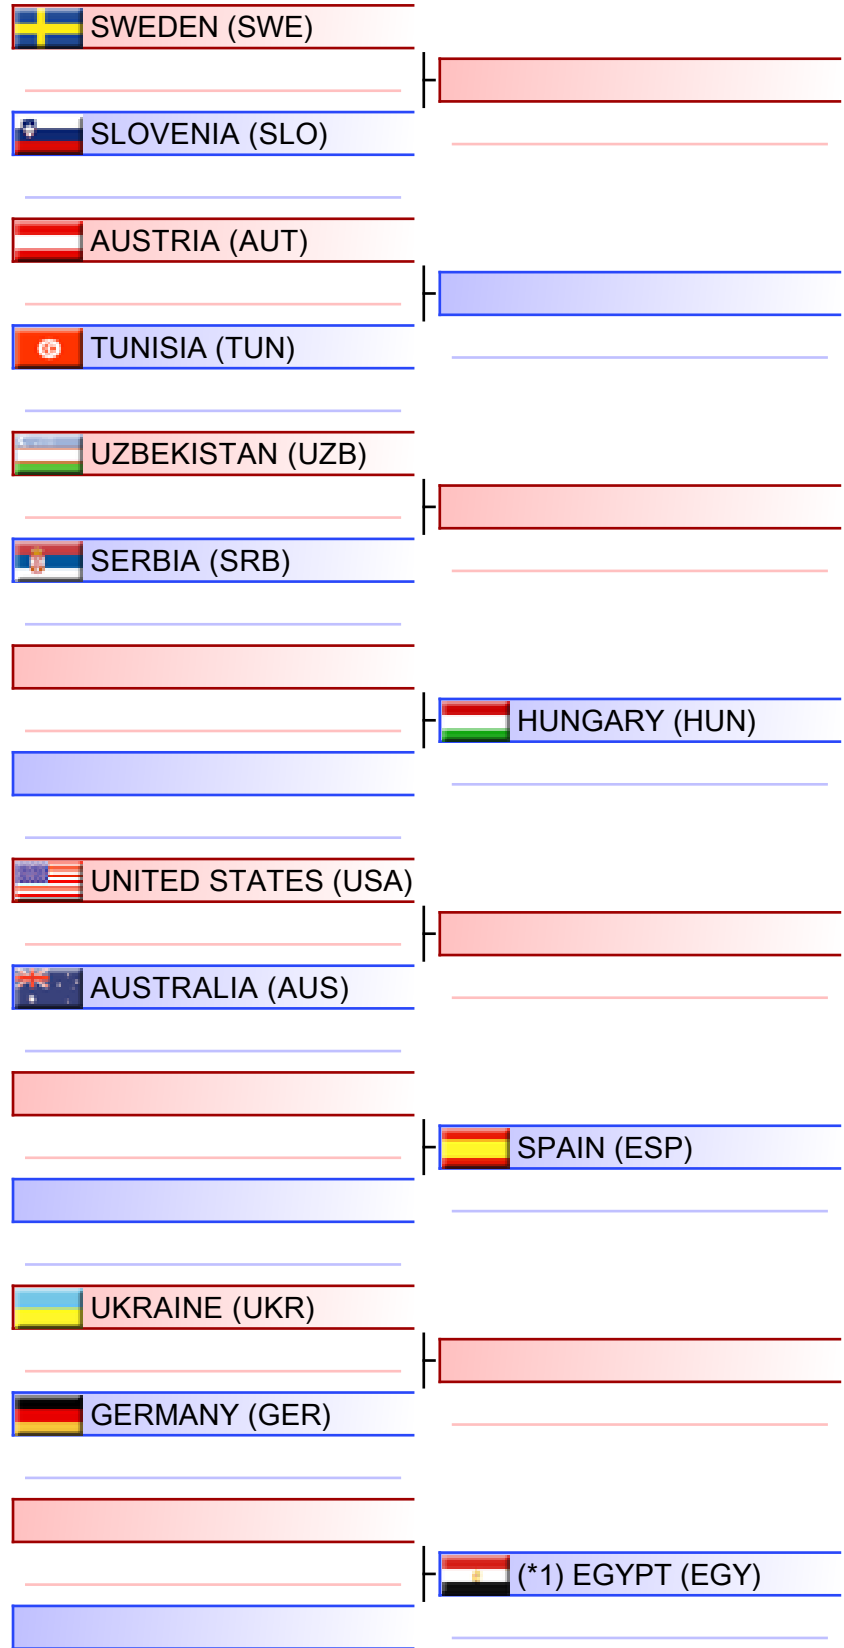 SWEDEN (SWE)
SLOVENIA (SLO)
AUSTRIA (AUT)
TUNISIA (TUN)
UZBEKISTAN (UZB)
SERBIA (SRB)
HUNGARY (HUN)
UNITED STATES (USA)
AUSTRALIA (AUS)
SPAIN (ESP)
UKRAINE (UKR)
GERMANY (GER)
(*1) EGYPT (EGY)